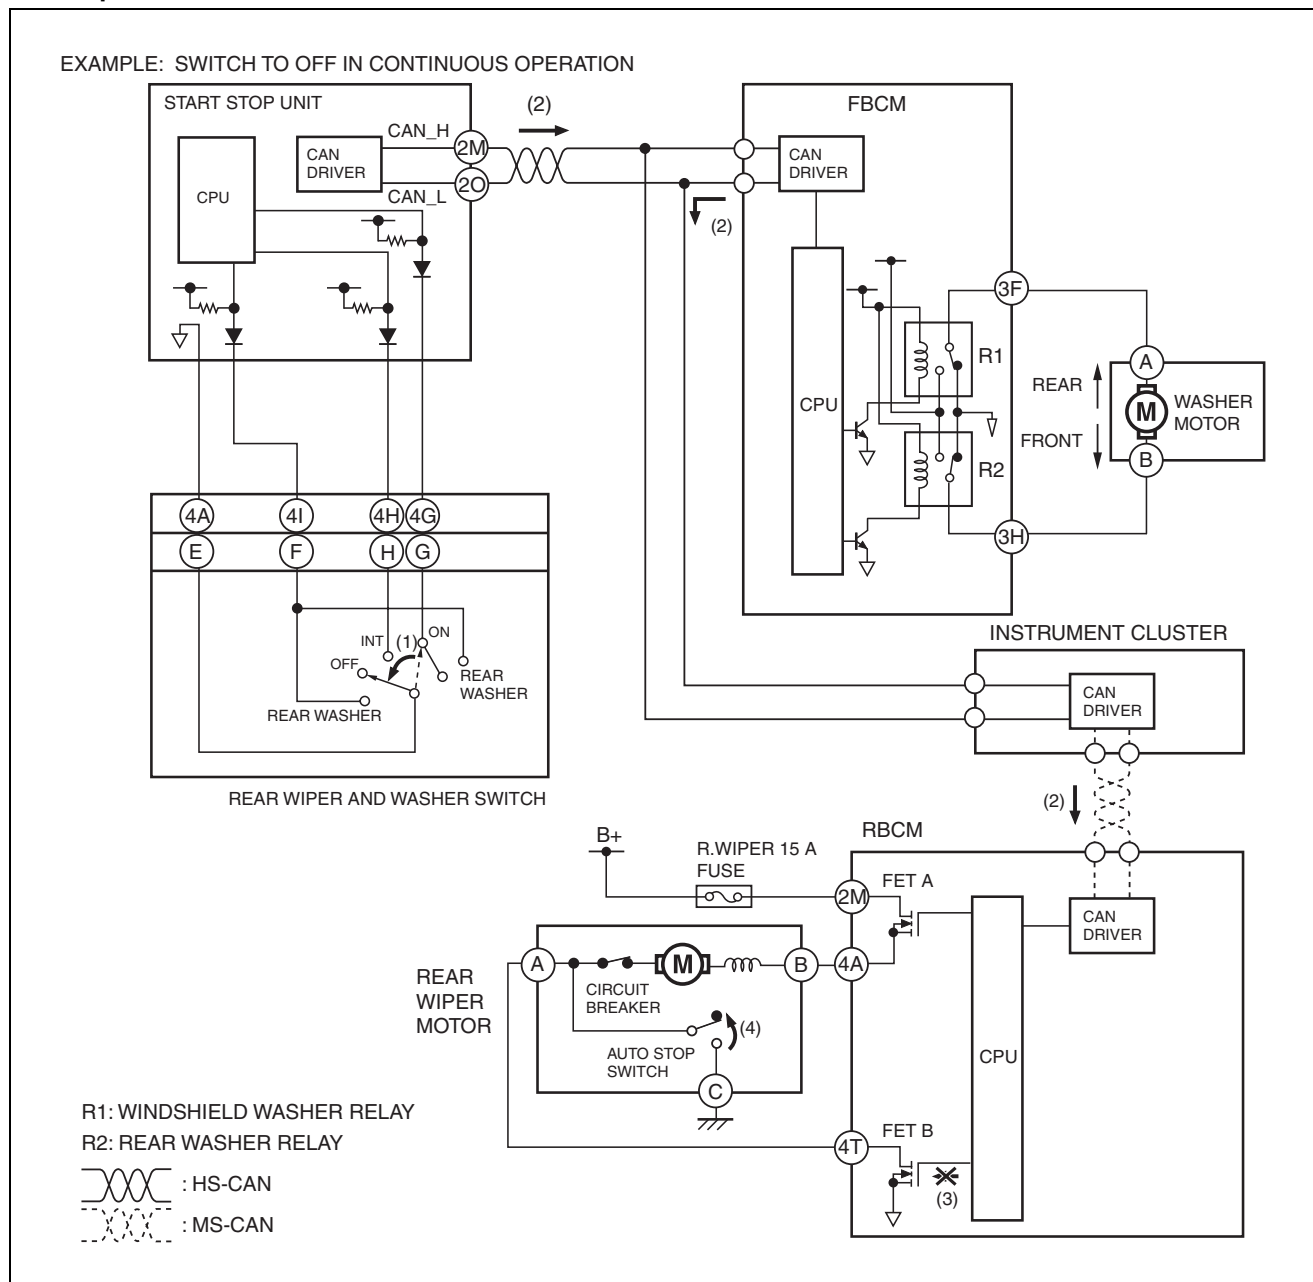 EXAMPLE: SWITCH TO OFF IN CONTINUOUS OPERATION
START STOP UNIT
CPU
CAN
DRIVER
CAN_H
CAN_L
2M
2O
(2)
(2)
FBCM
CAN
DRIVER
CPU
R1
R2
3F
3H
A
REAR
M
WASHER
MOTOR
FRONT
B
4A
4I
4H
4G
E
F
H
G
INT
(1)
ON
OFF
REAR
WASHER
REAR WASHER
REAR WIPER AND WASHER SWITCH
INSTRUMENT CLUSTER
CAN
DRIVER
(2)
RBCM
B+
R.WIPER 15 A
FUSE
2M
FET A
CAN
DRIVER
CPU
REAR
WIPER
MOTOR
A
M
B
4A
CIRCUIT
BREAKER
(4)
AUTO STOP
SWITCH
C
4T
FET B
(3)
R1: WINDSHIELD WASHER RELAY
R2: REAR WASHER RELAY
: HS-CAN
: MS-CAN